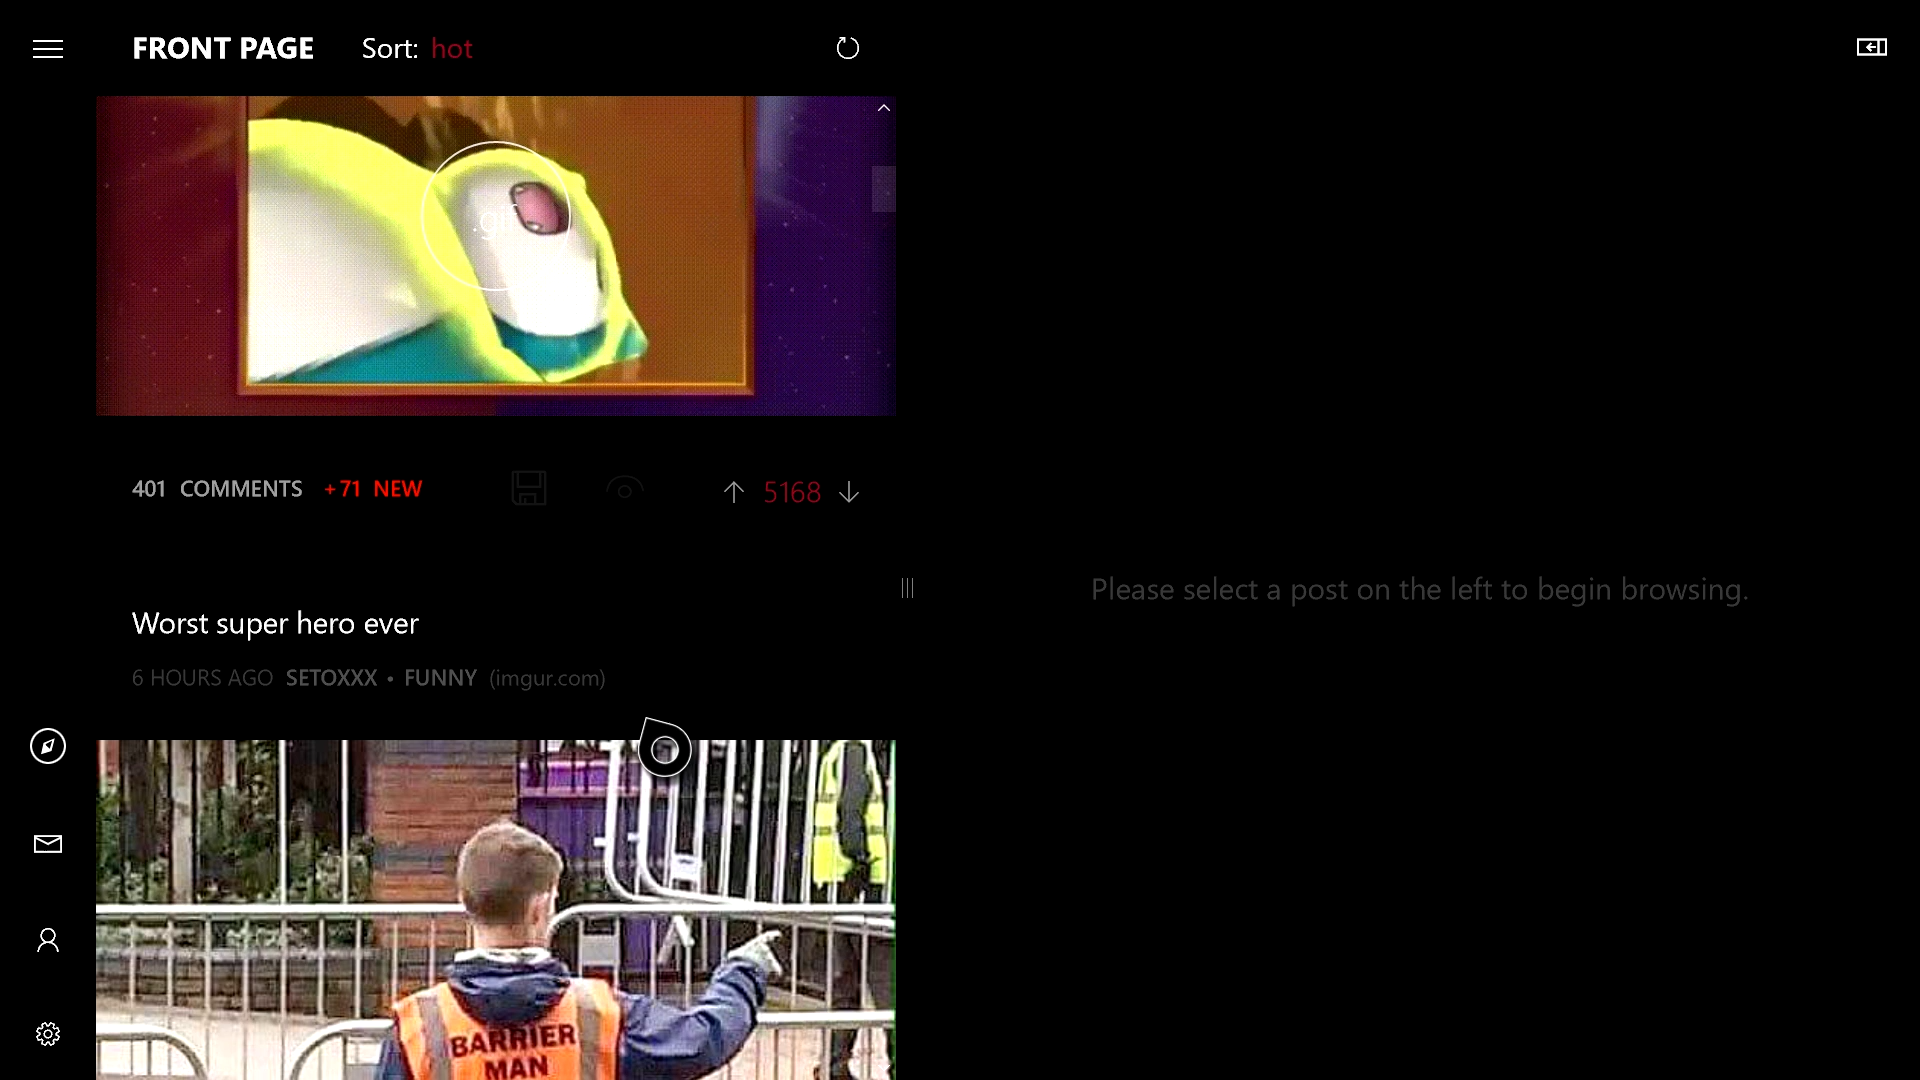 FRONT PAGE Sort: hot
.gif
401 COMMENTS +71 NEW 5168
Please select a post on the left to begin browsing.
Worst super hero ever
6 HOURS AGO SETOXXX • FUNNY (imgur.com)
BARRIER
MAN